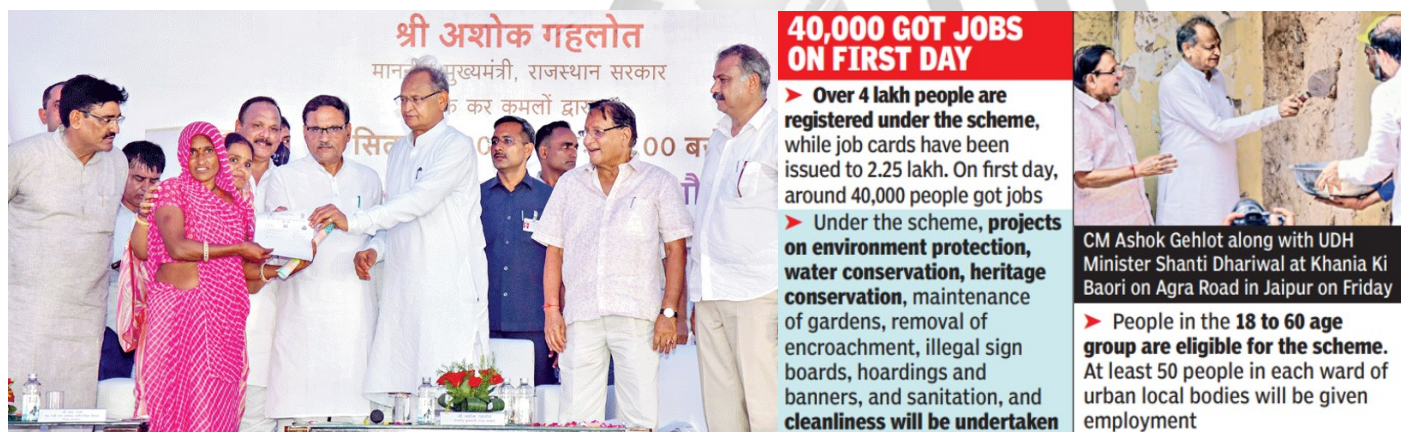 श्री अशोक गहलोत
मुख्यमंत्री, राजस्थान सरकार
कर कमलों
00
40,000 GOT JOBS
ON FIRST DAY
➤ Over 4 lakh people are
registered under the scheme,
while job cards have been
issued to 2.25 lakh. On first day,
around 40,000 people got jobs
➤ Under the scheme, projects
on environment protection,
water conservation, heritage
conservation, maintenance
of gardens, removal of
encroachment, illegal sign
boards, hoardings and
banners, and sanitation, and
cleanliness will be undertaken
CM Ashok Gehlot along with UDH
Minister Shanti Dhariwal at Khania Ki
Baori on Agra Road in Jaipur on Friday
➤ People in the 18 to 60 age
group are eligible for the scheme.
At least 50 people in each ward of
urban local bodies will be given
employment